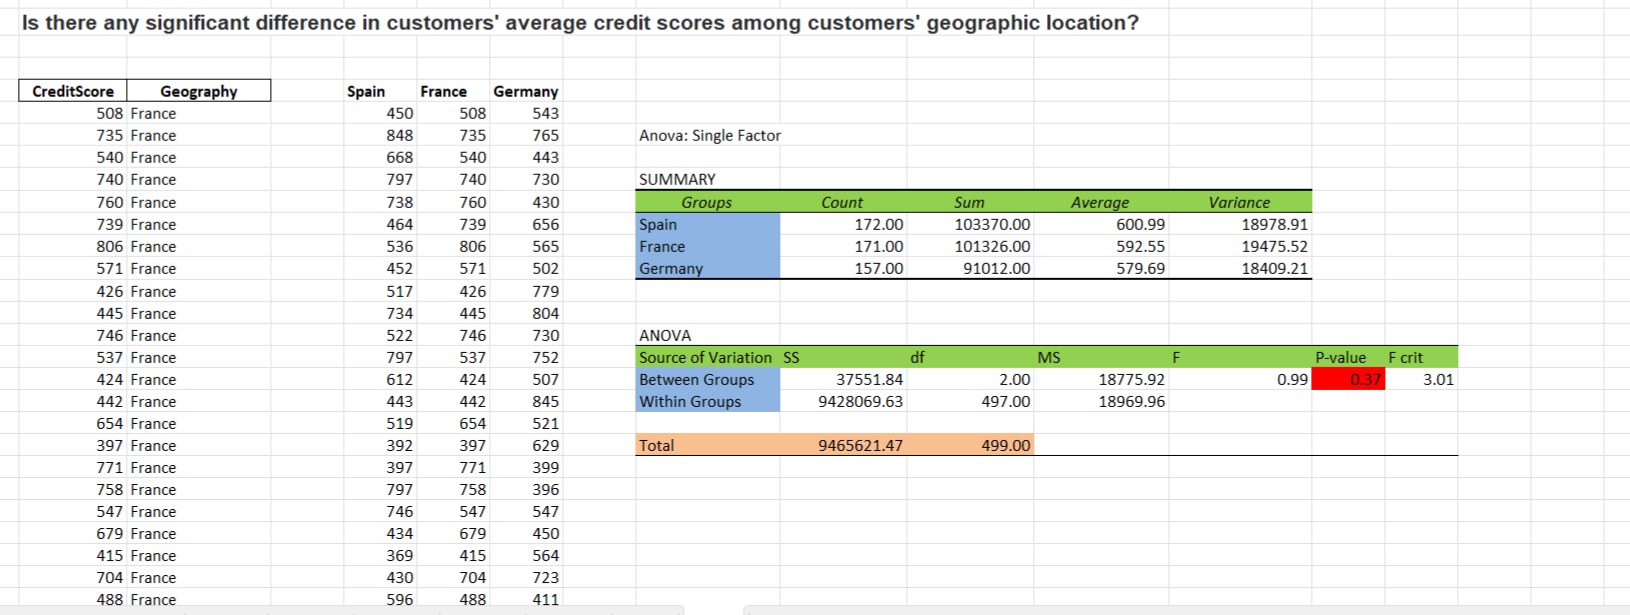 Is there any significant difference in customers' average credit scores among customers' geographic location?
CreditScore Geography Spain France Germany
508 France 450 508 543
735 France 848 735 765 Anova: Single Factor
540 France 668 540 443
740 France 797 740 730 SUMMARY
760 France 738 760 430 Groups Count Sum Average Variance
739 France 464 739 656 Spain 172.00 103370.00 600.99 18978.91
806 France 536 806 565 France 171.00 101326.00 592.55 19475.52
571 France 452 571 502 Germany 157.00 91012.00 579.69 18409.21
426 France 517 426 779
445 France 734 445 804
746 France 522 746 730 ANOVA
537 France 797 537 752 Source of Variation SS df MS F P-value F crit
424 France 612 424 507 Between Groups 37551.84 2.00 18775.92 0.99 0.37 3.01
442 France 443 442 845 Within Groups 9428069.63 497.00 18969.96
654 France 519 654 521
397 France 392 397 629 Total 9465621.47 499.00
771 France 397 771 399
758 France 797 758 396
547 France 746 547 547
679 France 434 679 450
415 France 369 415 564
704 France 430 704 723
488 France 596 488 411